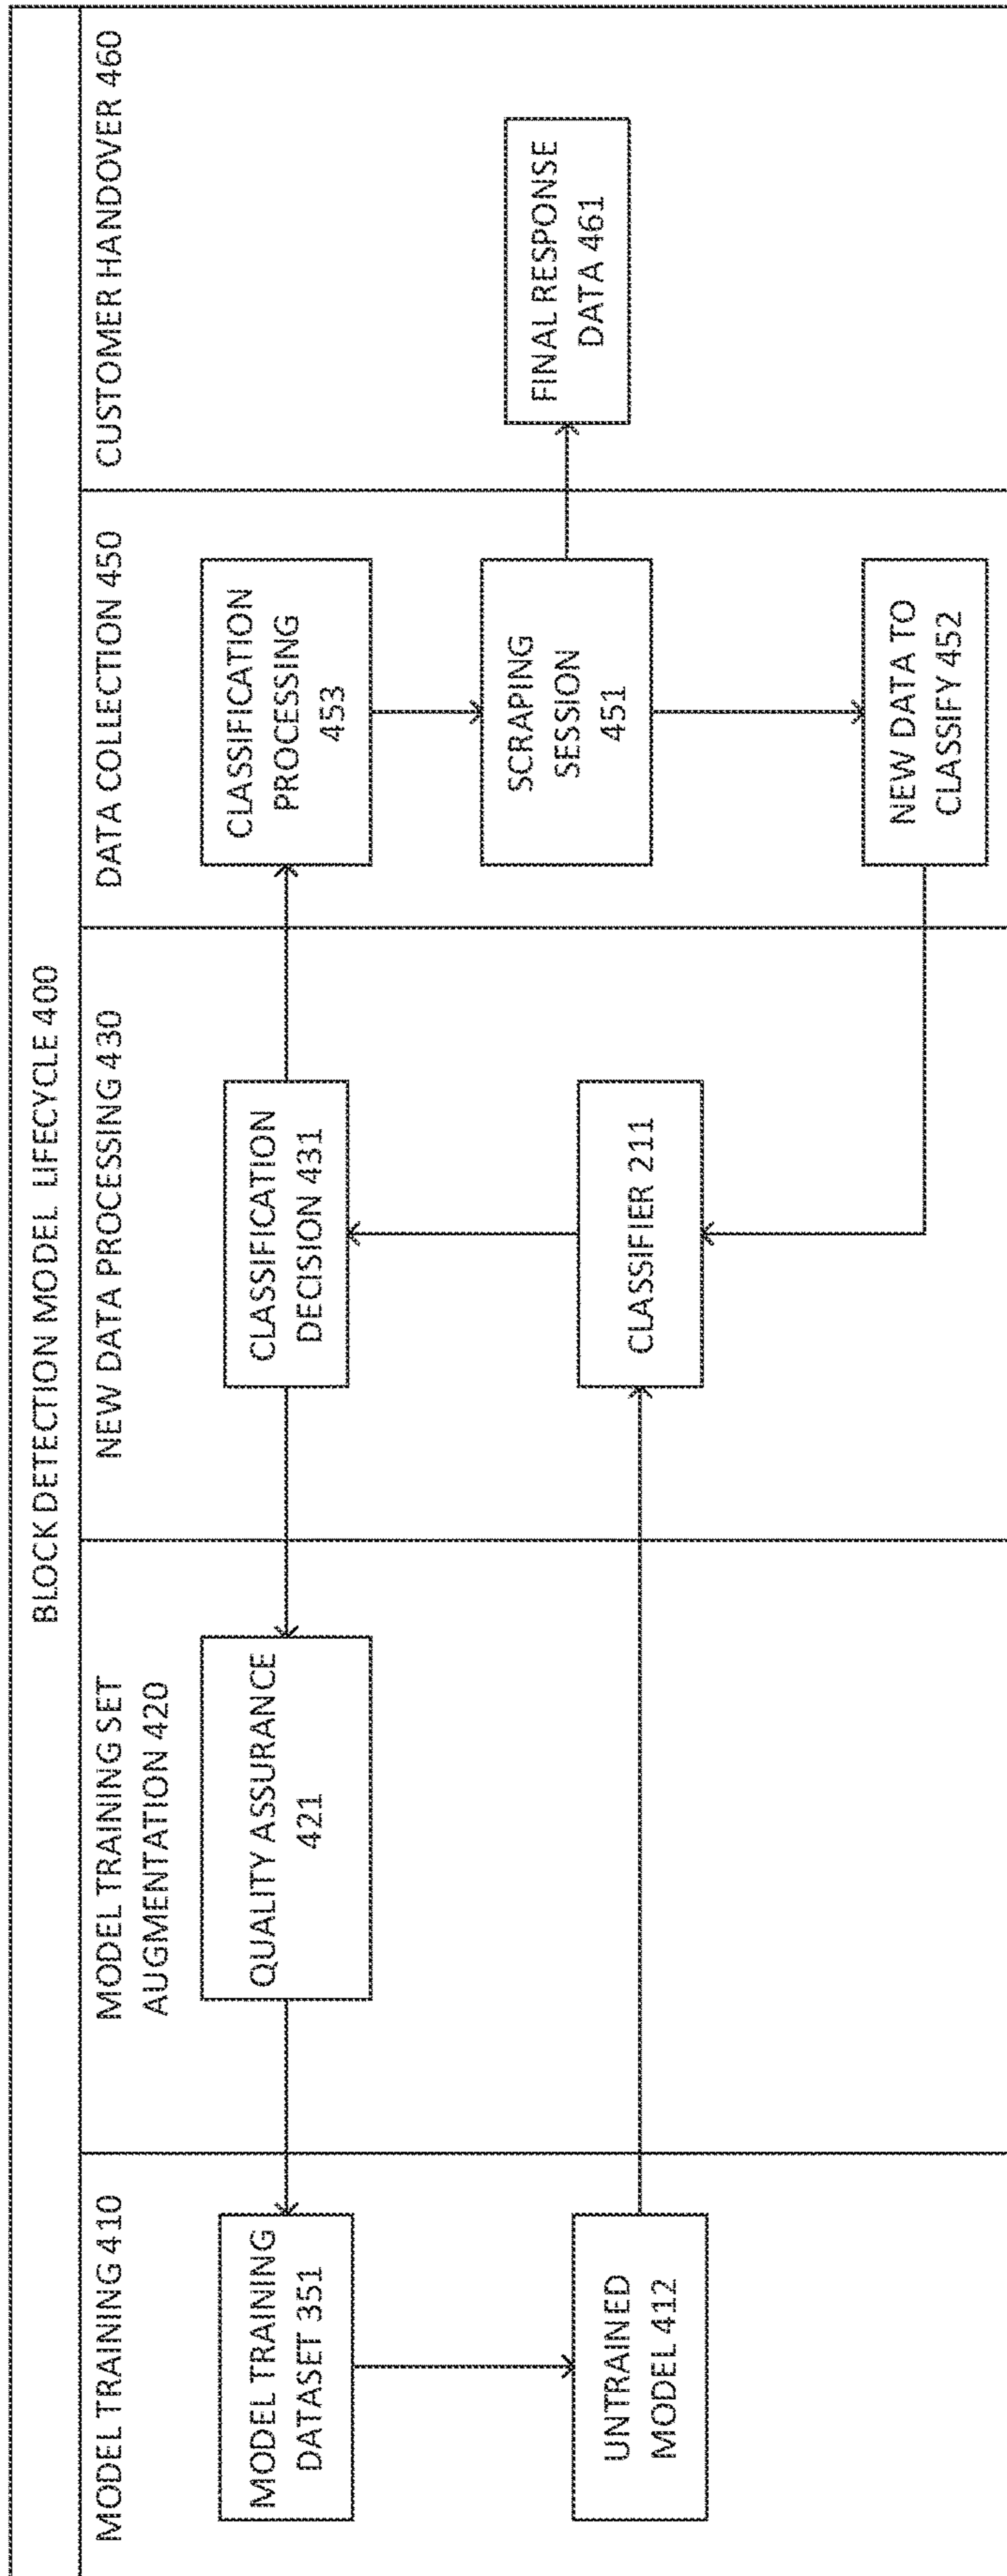 BLOCK DETECTION MODEL LIFECYCLE 400
MODEL TRAINING 410
MODEL TRAINING
DATASET 351
UNTRAINED
MODEL 412
MODEL TRAINING SET
AUGMENTATION 420
QUALITY ASSURANCE
421
NEW DATA PROCESSING 430
CLASSIFICATION
DECISION 431
CLASSIFIER 211
DATA COLLECTION 450
CLASSIFICATION
PROCESSING
453
SCRAPING
SESSION
451
NEW DATA TO
CLASSIFY 452
CUSTOMER HANDOVER 460
FINAL RESPONSE
DATA 461